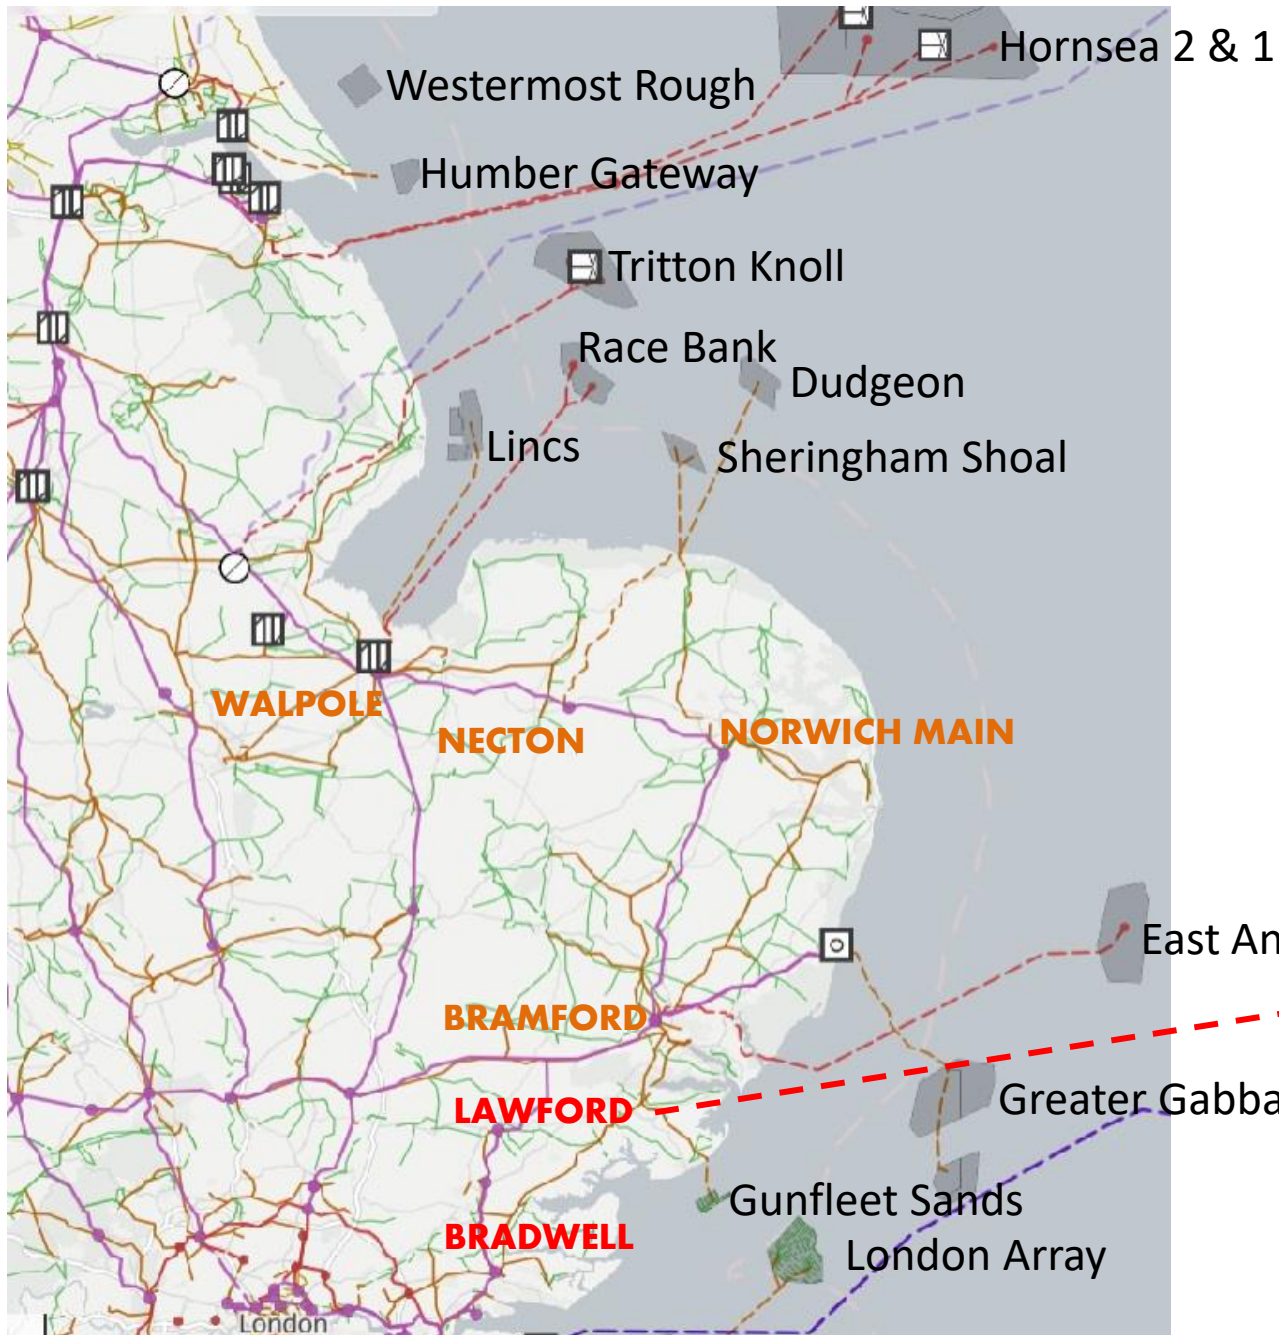 Hornsea 2 & 1
Westermost Rough
Humber Gateway
Tritton Knoll
Race Bank
Dudgeon
Lincs
Sheringham Shoal
WALPOLE
NECTON
NORWICH MAIN
East An
BRAMFORD
Greater Gabba
LAWFORD
Gunfleet Sands
BRADWELL
London Array
London